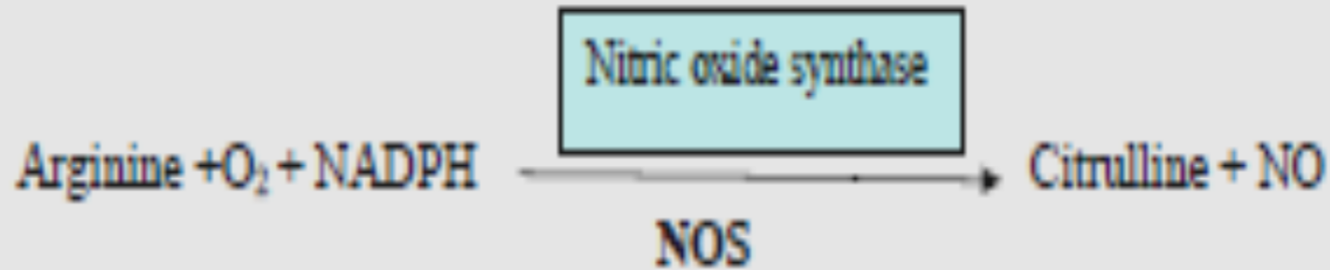 Nitric oxide synthase
Arginine +O₂ + NADPH Citrulline + NO
NOS